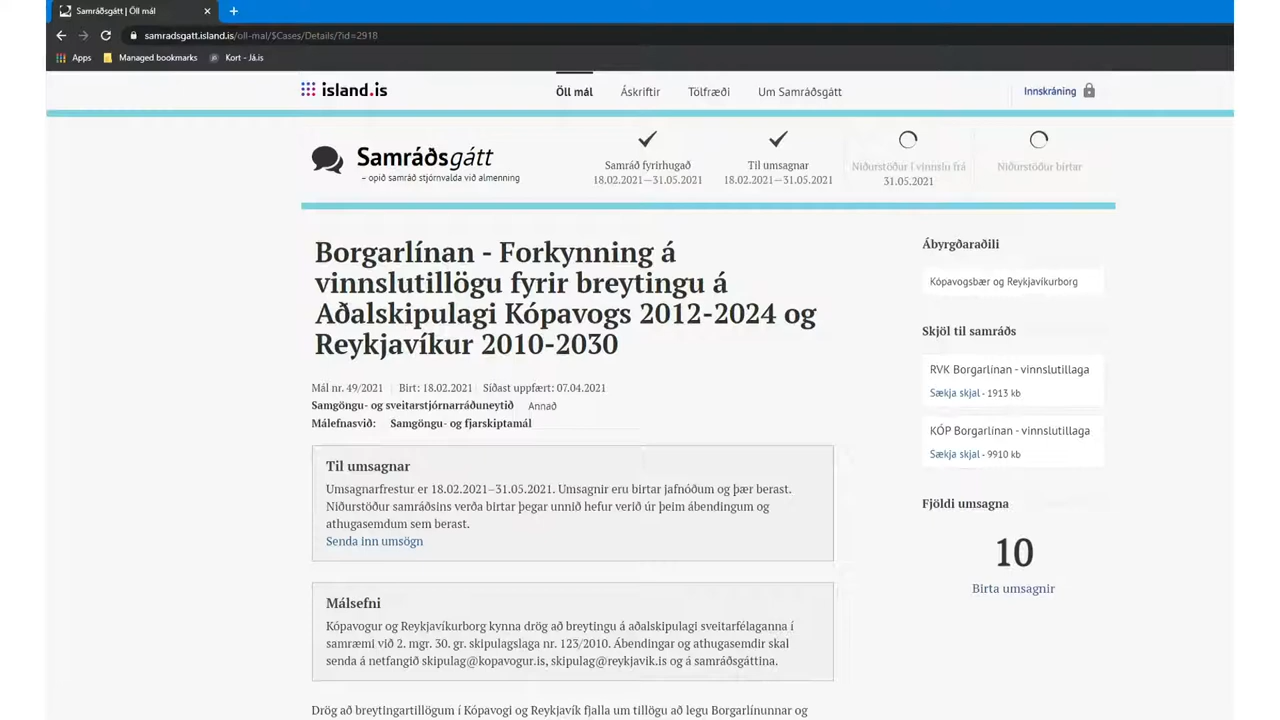 Samráðsgátt | Öll mál
samradsgatt.island.is/oll-mal/$Cases/Details/?id=2918
Apps Managed bookmarks Kort - Já.is
island.is Öll mál Áskriftir Tölfræði Um Samráðsgátt Innskráning
Samráðsgátt
– opið samráð stjórnvalda við almenning
Samráð fyrirhugað
18.02.2021—31.05.2021
Til umsagnar
18.02.2021—31.05.2021
Niðurstöður í vinnslu frá
31.05.2021
Niðurstöður birtar
Borgarlínan - Forkynning á
vinnslutillögu fyrir breytingu á
Aðalskipulagi Kópavogs 2012-2024 og
Reykjavíkur 2010-2030
Mál nr. 49/2021 Birt: 18.02.2021 Síðast uppfært: 07.04.2021
Samgöngu- og sveitarstjórnarráðuneytið Annað
Málefnasvið: Samgöngu- og fjarskiptamál
Til umsagnar
Umsagnarfrestur er 18.02.2021–31.05.2021. Umsagnir eru birtar jafnóðum og þær berast.
Niðurstöður samráðsins verða birtar þegar unnið hefur verið úr þeim ábendingum og
athugasemdum sem berast.
Senda inn umsögn
Málsefni
Kópavogur og Reykjavíkurborg kynna drög að breytingu á aðalskipulagi sveitarfélaganna í
samræmi við 2. mgr. 30. gr. skipulagslaga nr. 123/2010. Ábendingar og athugasemdir skal
senda á netfangið skipulag@kopavogur.is, skipulag@reykjavik.is og á samráðsgáttina.
Drög að breytingartillögum í Kópavogi og Reykjavík fjalla um tillögu að legu Borgarlínunnar og
Ábyrgðaraðili
Kópavogsbær og Reykjavíkurborg
Skjöl til samráðs
RVK Borgarlínan - vinnslutillaga
Sækja skjal - 1913 kb
KÓP Borgarlínan - vinnslutillaga
Sækja skjal - 9910 kb
Fjöldi umsagna
10
Birta umsagnir